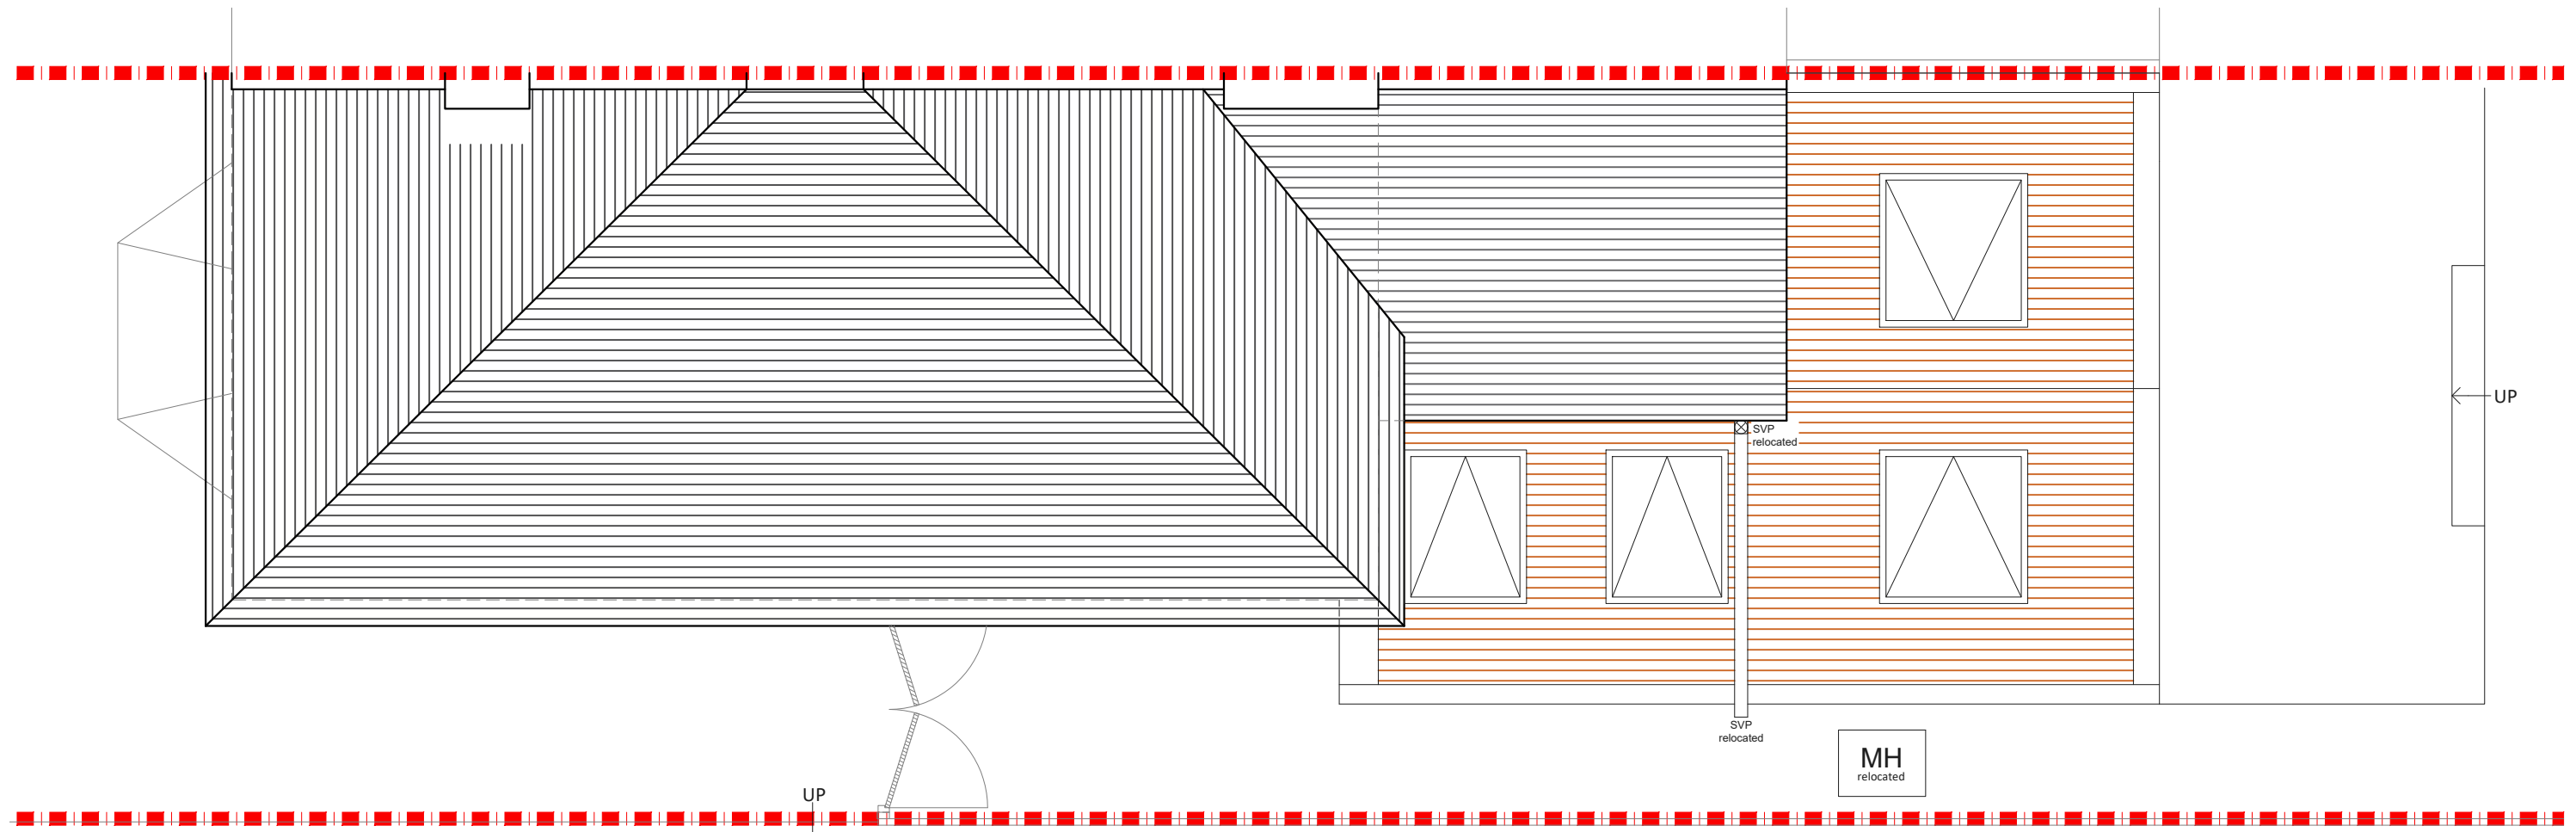 UP
SVP
relocated
SVP
relocated
MH
relocated
UP